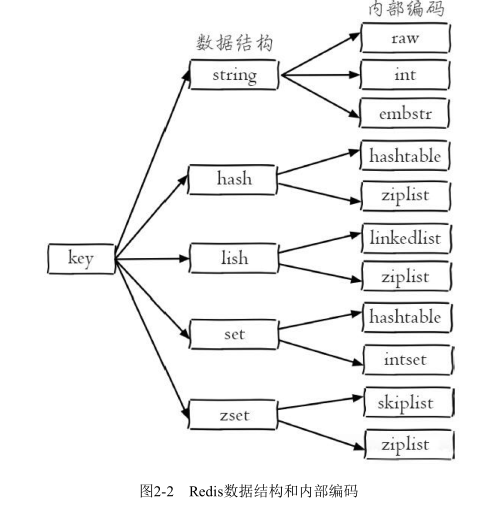 内部编码
数据结构
raw
string
int
embstr
hashtable
hash
ziplist
linkedlist
key
lish
ziplist
hashtable
set
intset
skiplist
zset
ziplist
图2-2 Redis数据结构和内部编码